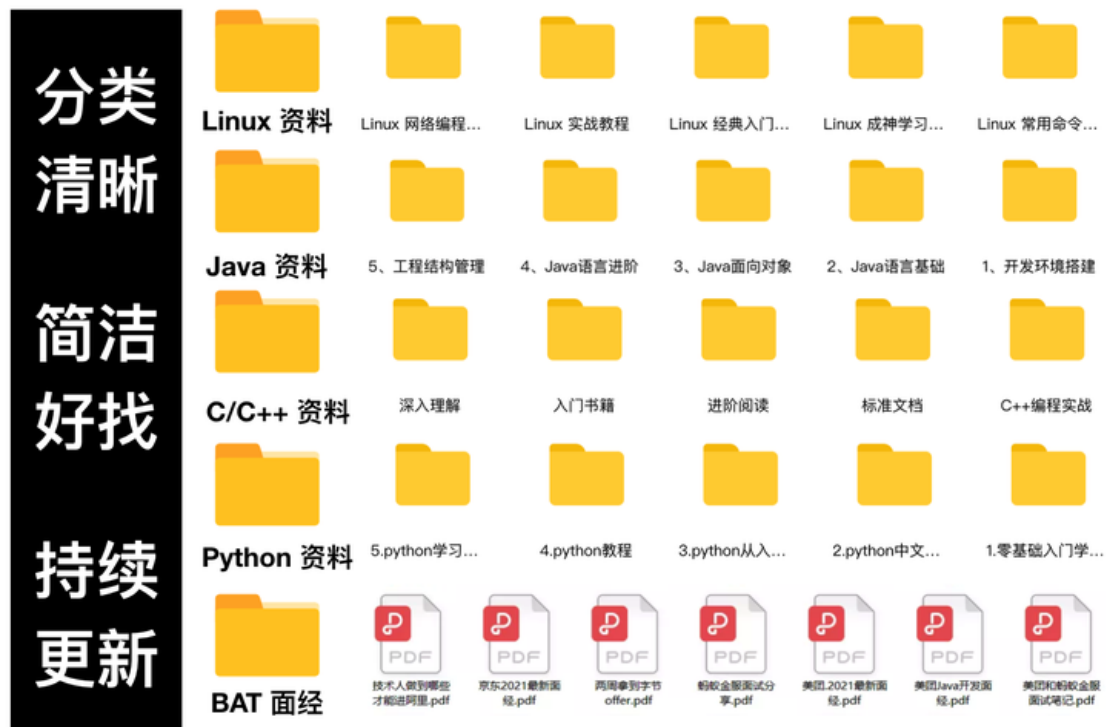 分类
清晰
简洁
好找
持续
更新
Linux 资料
Linux 网络编程...
Linux 实战教程
Linux 经典入门...
Linux 成神学习...
Linux 常用命令...
Java 资料
5、工程结构管理
4、Java语言进阶
3、Java面向对象
2、Java语言基础
1、开发环境搭建
C/C++ 资料
深入理解
入门书籍
进阶阅读
标准文档
C++编程实战
Python 资料
5.python学习...
4.python教程
3.python从入...
2.python中文...
1.零基础入门学...
BAT 面经
PDF
技术人做到哪些
才能进阿里.pdf
PDF
京东2021最新面
经.pdf
PDF
两周拿到字节
offer.pdf
PDF
蚂蚁金服面试分
享.pdf
PDF
美团.2021最新面
经.pdf
PDF
美团Java开发面
经.pdf
PDF
美团和蚂蚁金服
面试笔记.pdf